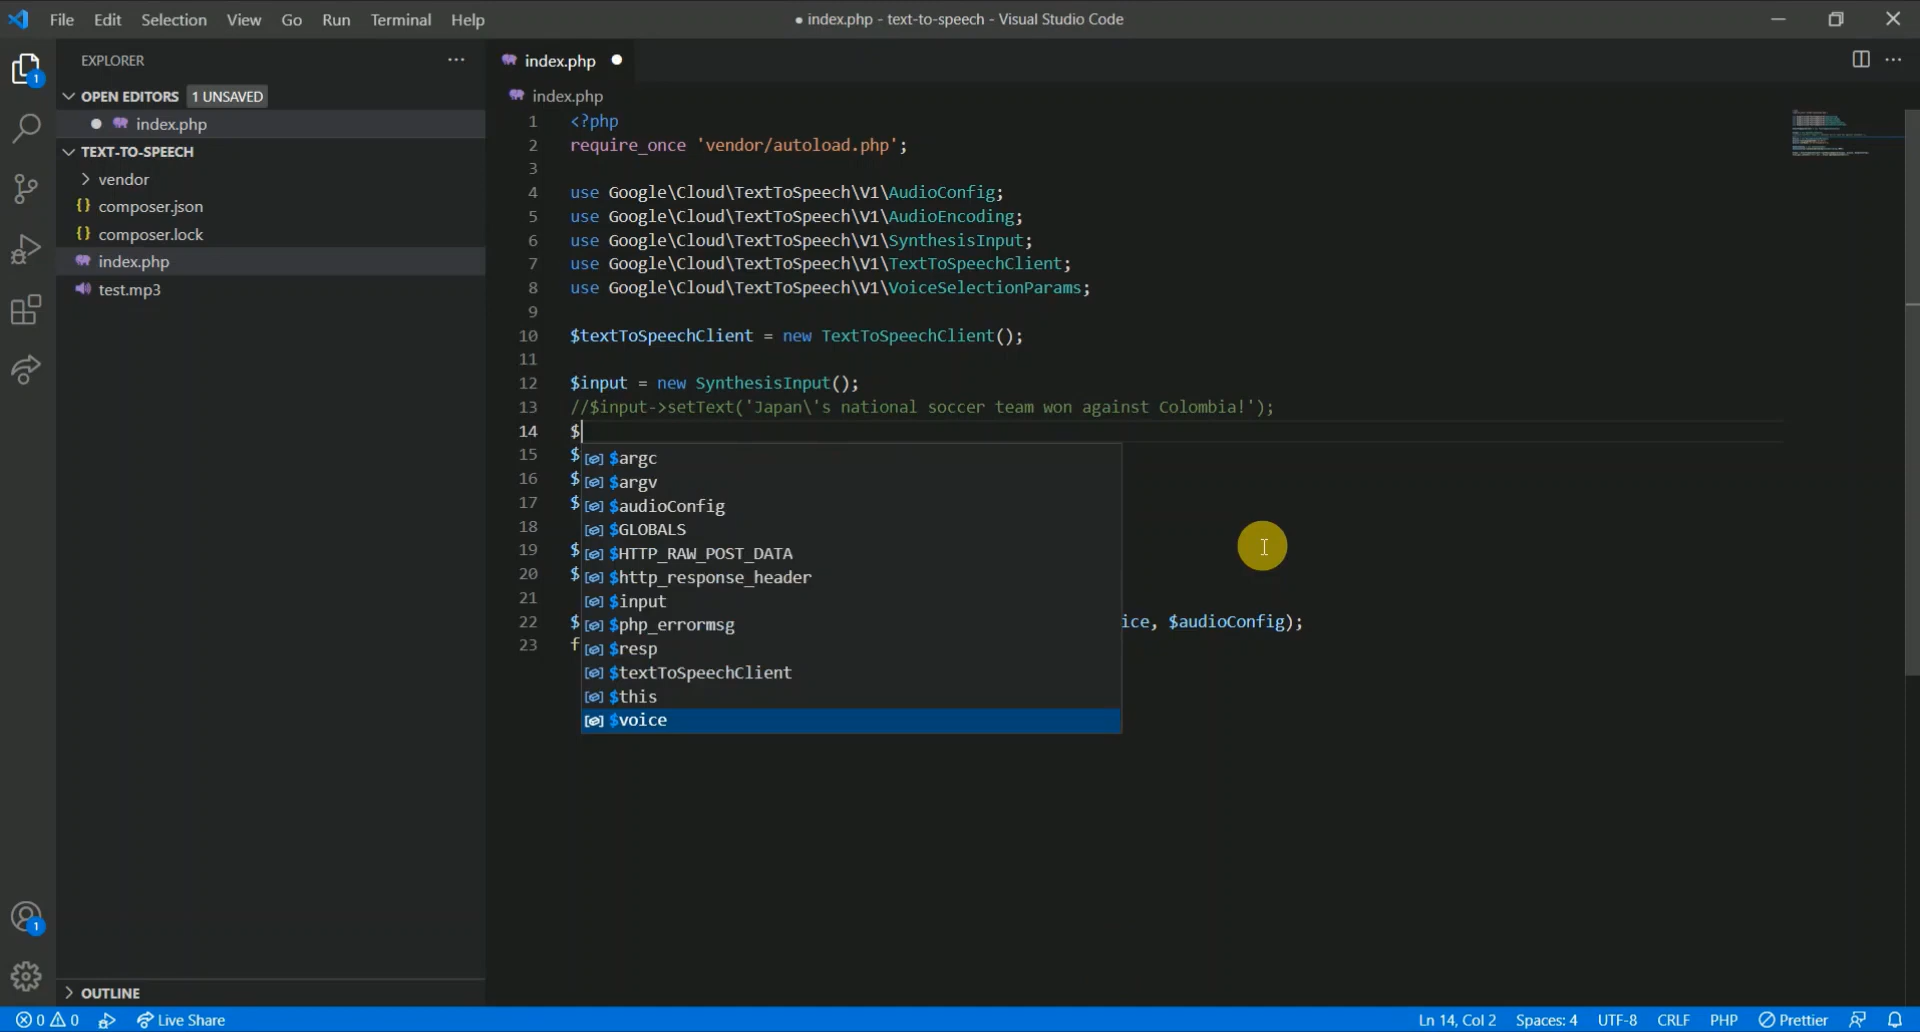 File Edit Selection View Go Run Terminal Help
● index.php - text-to-speech - Visual Studio Code
EXPLORER
OPEN EDITORS 1 UNSAVED
index.php
TEXT-TO-SPEECH
vendor
{} composer.json
{} composer.lock
index.php
test.mp3
OUTLINE
1
1
index.php
index.php
1 <?php
2 require_once 'vendor/autoload.php';
3
4 use Google\Cloud\TextToSpeech\V1\AudioConfig;
5 use Google\Cloud\TextToSpeech\V1\AudioEncoding;
6 use Google\Cloud\TextToSpeech\V1\SynthesisInput;
7 use Google\Cloud\TextToSpeech\V1\TextToSpeechClient;
8 use Google\Cloud\TextToSpeech\V1\VoiceSelectionParams;
9
10 $textToSpeechClient = new TextToSpeechClient();
11
12 $input = new SynthesisInput();
13 //$input->setText('Japan\'s national soccer team won against Colombia!');
14 $
15 $
16 $
17 $
18
19 $
20 $
21
22 $ ice, $audioConfig);
23 f
$argc
$argv
$audioConfig
$GLOBALS
$HTTP_RAW_POST_DATA
$http_response_header
$input
$php_errormsg
$resp
$textToSpeechClient
$this
$voice
0 0 Live Share Ln 14, Col 2 Spaces: 4 UTF-8 CRLF PHP Prettier